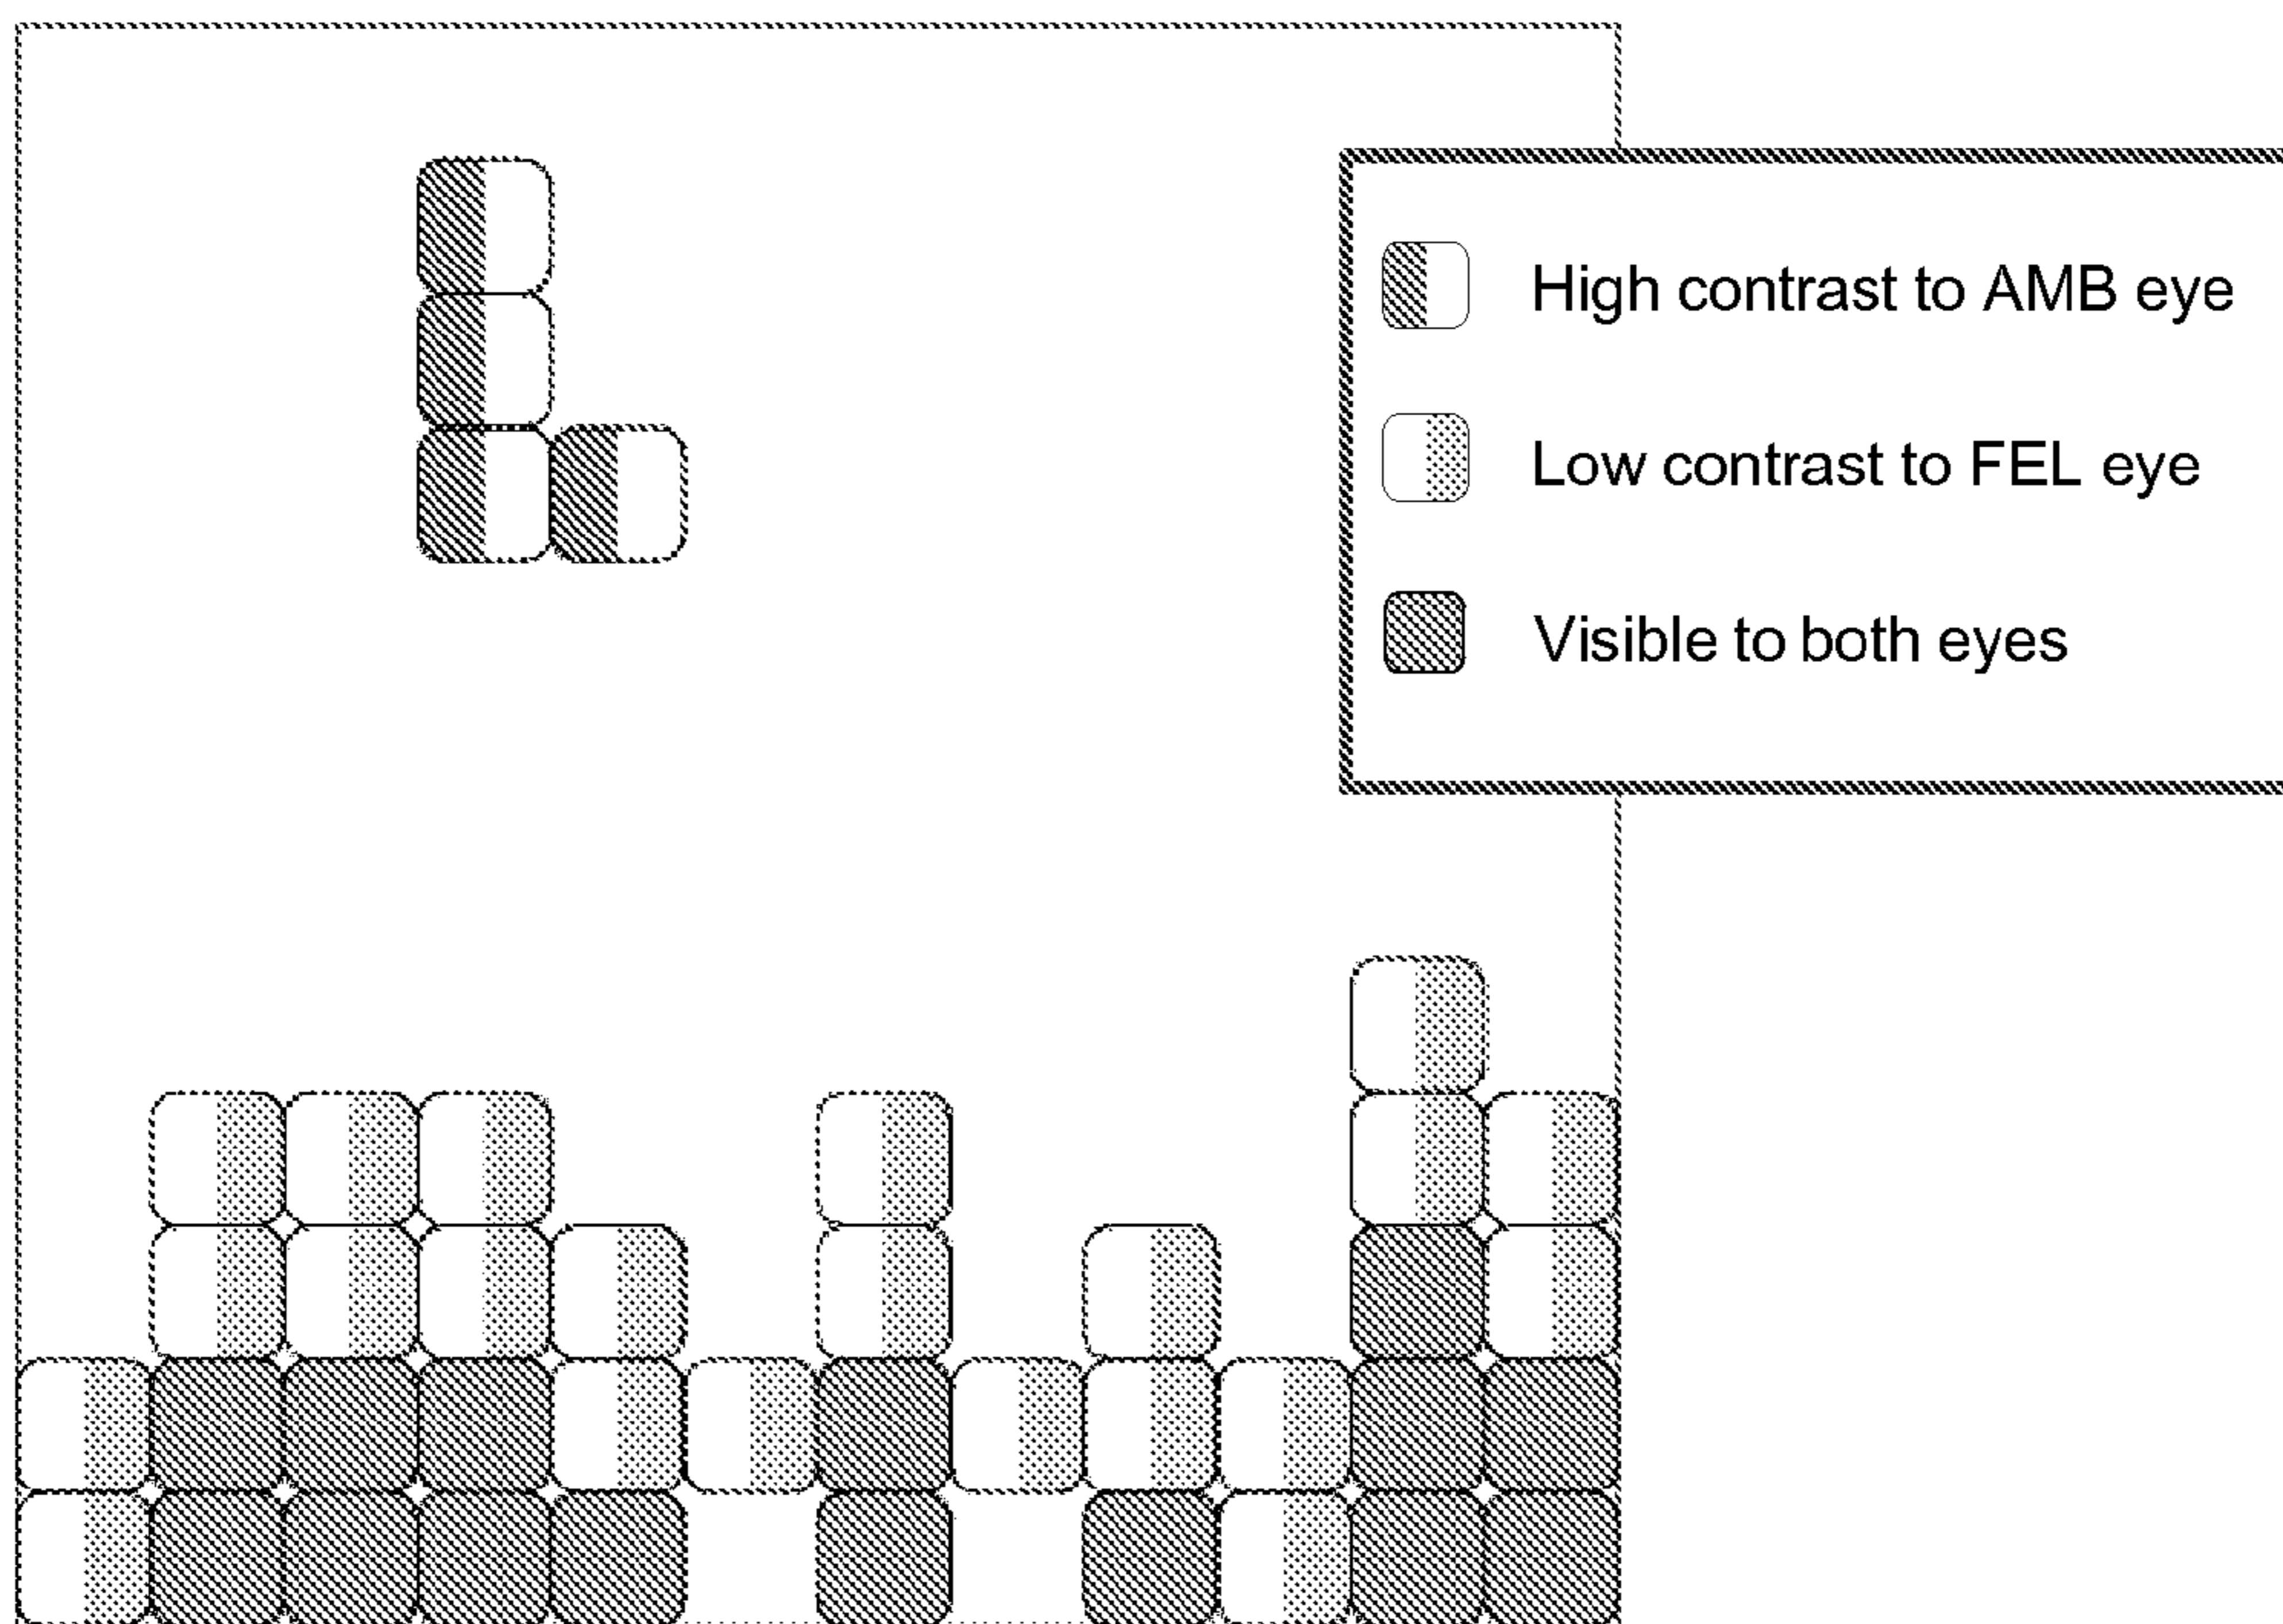 High contrast to AMB eye
Low contrast to FEL eye
Visible to both eyes